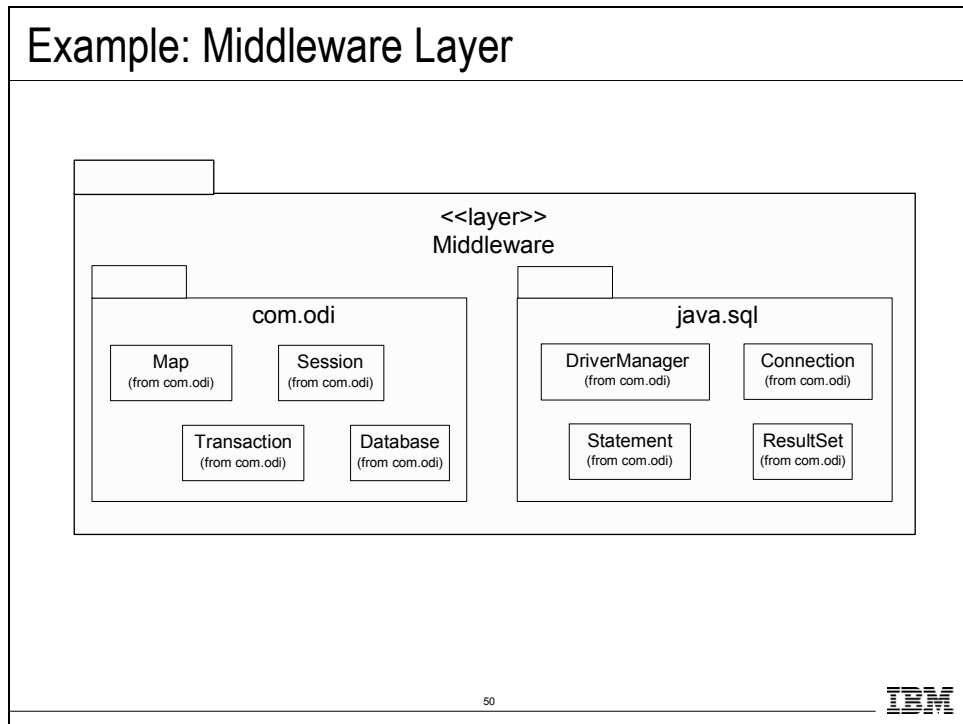 Example: Middleware Layer
<<layer>>
Middleware
com.odi
Map
(from com.odi)
Session
(from com.odi)
Transaction
(from com.odi)
Database
(from com.odi)
java.sql
DriverManager
(from com.odi)
Connection
(from com.odi)
Statement
(from com.odi)
ResultSet
(from com.odi)
50
IBM